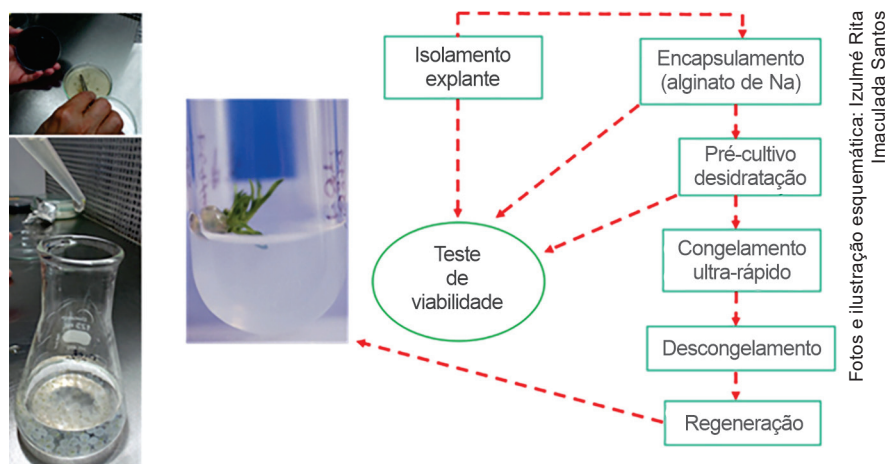 Isolamento
explante
Encapsulamento
(alginato de Na)
Pré-cultivo
desidratação
Teste
de
viabilidade
Congelamento
ultra-rápido
Descongelamento
Regeneração
Fotos e ilustração esquemática: Izulmé Rita
Imaculada Santos